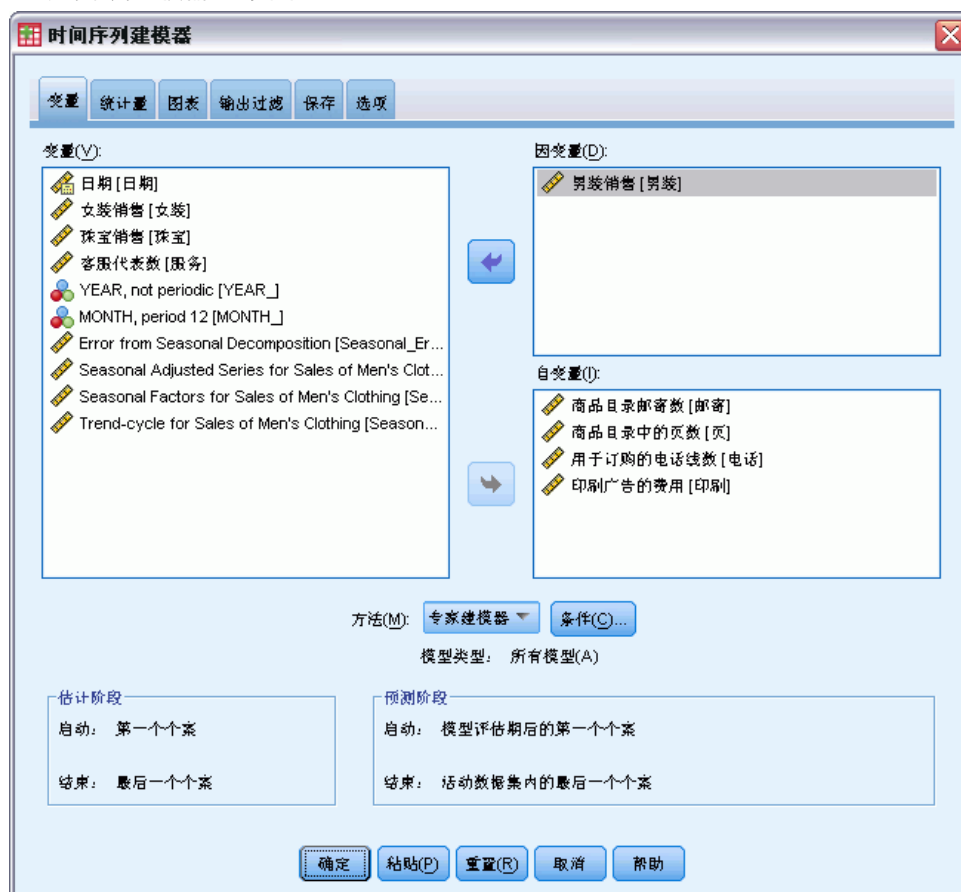 时间序列建模器
变量 统计量 图表 输出过滤 保存 选项
变量(V):
日期 [日期]
女装销售 [女装]
珠宝销售 [珠宝]
客服代表数 [服务]
YEAR, not periodic [YEAR_]
MONTH, period 12 [MONTH_]
Error from Seasonal Decomposition [Seasonal_Er...
Seasonal Adjusted Series for Sales of Men's Clot...
Seasonal Factors for Sales of Men's Clothing [Se...
Trend-cycle for Sales of Men's Clothing [Season...
因变量(D):
男装销售 [男装]
自变量(I):
商品目录邮寄数 [邮寄]
商品目录中的页数 [页]
用于订购的电话线数 [电话]
印刷广告的费用 [印刷]
方法(M): 专家建模器 条件(C)...
模型类型: 所有模型(A)
估计阶段
启动: 第一个个案
结束: 最后一个个案
预测阶段
启动: 模型评估期后的第一个个案
结束: 活动数据集内的最后一个个案
确定 粘贴(P) 重置(R) 取消 帮助